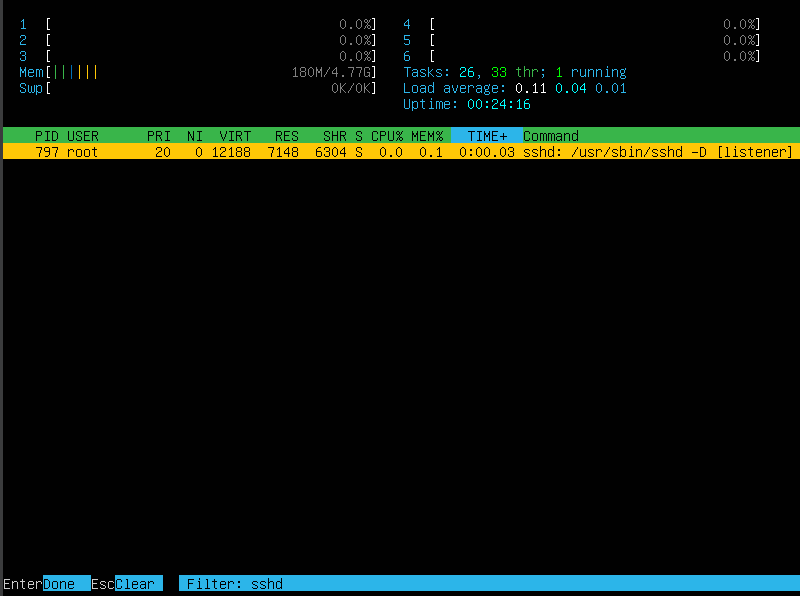 1 [ 0.0%] 4 [ 0.0%]
2 [ 0.0%] 5 [ 0.0%]
3 [ 0.0%] 6 [ 0.0%]
Mem[|||||| 180M/4.77G] Tasks: 26, 33 thr; 1 running
Swp[ 0K/0K] Load average: 0.11 0.04 0.01
Uptime: 00:24:16
PID USER PRI NI VIRT RES SHR S CPU% MEM% TIME+ Command
797 root 20 0 12188 7148 6304 S 0.0 0.1 0:00.03 sshd: /usr/sbin/sshd -D [listener]
EnterDone EscClear Filter: sshd